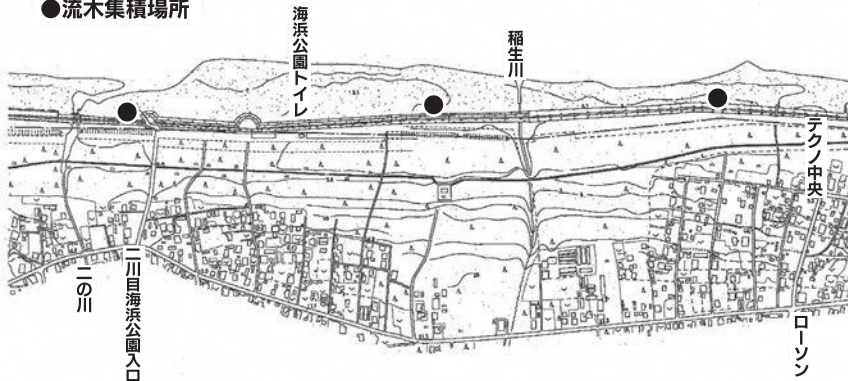 ●流木集積場所
海浜公園トイレ
稲生川
テクノ中央
二の川
二川目海浜公園入口
ローソン